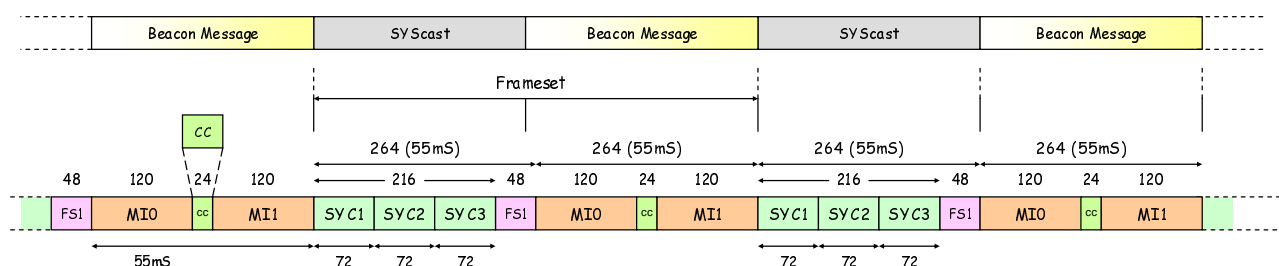 Beacon Message SYScast Beacon Message SYScast Beacon Message
Frameset
CC
264 (55mS) 264 (55mS) 264 (55mS) 264 (55mS)
48 120 24 120 216 48 120 24 120 216 48 120 24 120
FS1 MI0 cc MI1 SYC1 SYC2 SYC3 FS1 MI0 cc MI1 SYC1 SYC2 SYC3 FS1 MI0 cc MI1
55mS 72 72 72 72 72 72